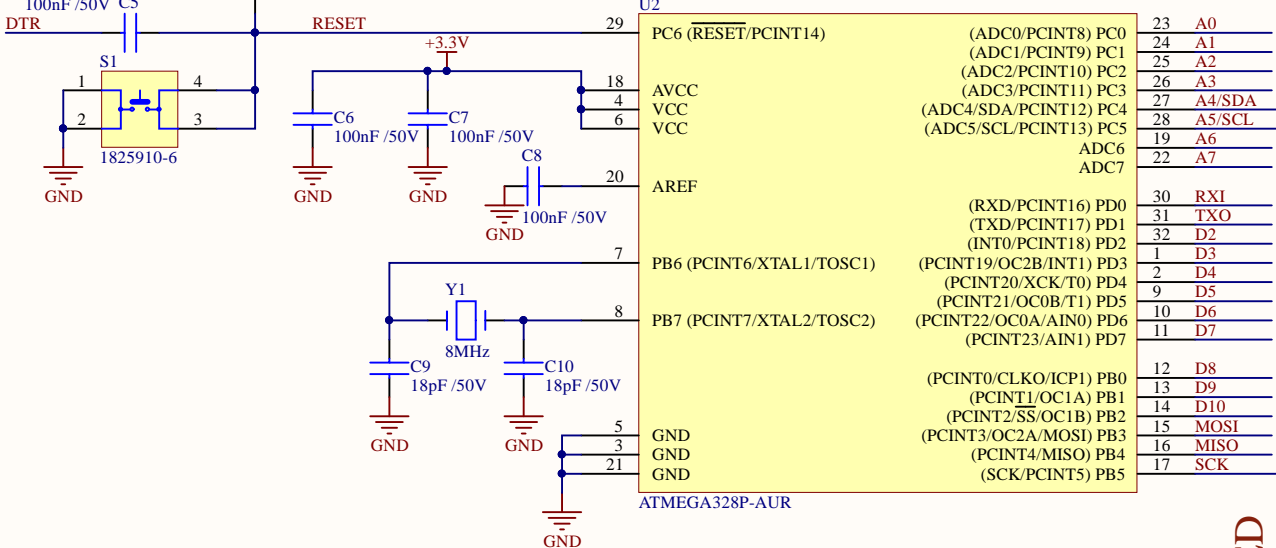 100nF /50V C5
U2
DTR
RESET
29
PC6 (RESET/PCINT14)
(ADC0/PCINT8) PC0
23
A0
(ADC1/PCINT9) PC1
24
A1
(ADC2/PCINT10) PC2
25
A2
(ADC3/PCINT11) PC3
26
A3
(ADC4/SDA/PCINT12) PC4
27
A4/SDA
(ADC5/SCL/PCINT13) PC5
28
A5/SCL
ADC6
19
A6
ADC7
22
A7
+3.3V
S1
1
4
2
3
1825910-6
GND
18
AVCC
4
VCC
6
VCC
C6
100nF /50V
GND
C7
100nF /50V
GND
C8
100nF /50V
GND
20
AREF
(RXD/PCINT16) PD0
30
RXI
(TXD/PCINT17) PD1
31
TXO
(INT0/PCINT18) PD2
32
D2
(PCINT19/OC2B/INT1) PD3
1
D3
(PCINT20/XCK/T0) PD4
2
D4
(PCINT21/OC0B/T1) PD5
9
D5
(PCINT22/OC0A/AIN0) PD6
10
D6
(PCINT23/AIN1) PD7
11
D7
7
PB6 (PCINT6/XTAL1/TOSC1)
Y1
8MHz
8
PB7 (PCINT7/XTAL2/TOSC2)
C9
18pF /50V
GND
C10
18pF /50V
GND
(PCINT0/CLKO/ICP1) PB0
12
D8
(PCINT1/OC1A) PB1
13
D9
(PCINT2/SS/OC1B) PB2
14
D10
(PCINT3/OC2A/MOSI) PB3
15
MOSI
(PCINT4/MISO) PB4
16
MISO
(SCK/PCINT5) PB5
17
SCK
5
GND
3
GND
21
GND
GND
ATMEGA328P-AUR